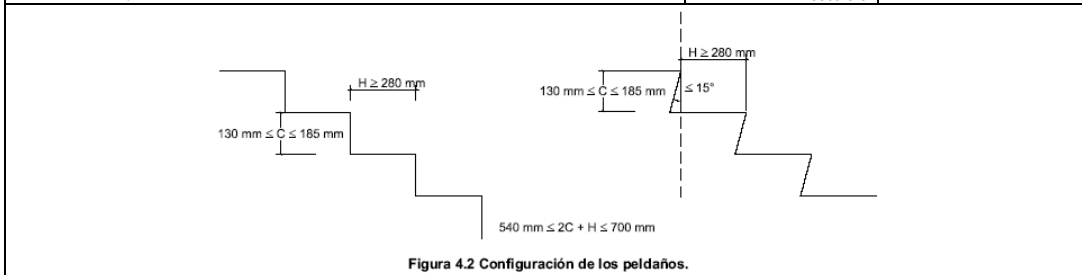 H ≥ 280 mm
130 mm ≤ C ≤ 185 mm
H ≥ 280 mm
130 mm ≤ C ≤ 185 mm
≤ 15°
540 mm ≤ 2C + H ≤ 700 mm
Figura 4.2 Configuración de los peldaños.